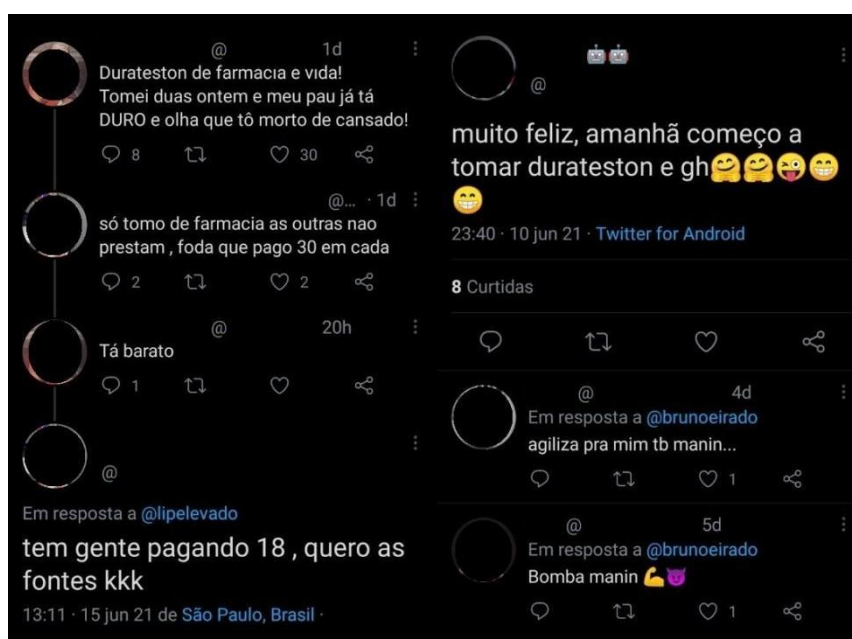 @ 1d
Durateston de farmacia e vida!
Tomei duas ontem e meu pau já tá
DURO e olha que tô morto de cansado!
8 30
@... · 1d
só tomo de farmacia as outras nao
prestam , foda que pago 30 em cada
2 2
@ 20h
Tá barato
1
@
Em resposta a @lipelevado
tem gente pagando 18 , quero as
fontes kkk
13:11 · 15 jun 21 de São Paulo, Brasil ·
🤖🤖
@
muito feliz, amanhã começo a
tomar durateston e gh🤗🤗😜😁
😁
23:40 · 10 jun 21 · Twitter for Android
8 Curtidas
@ 4d
Em resposta a @brunoeirado
agiliza pra mim tb manin...
1
@ 5d
Em resposta a @brunoeirado
Bomba manin 💪😈
1